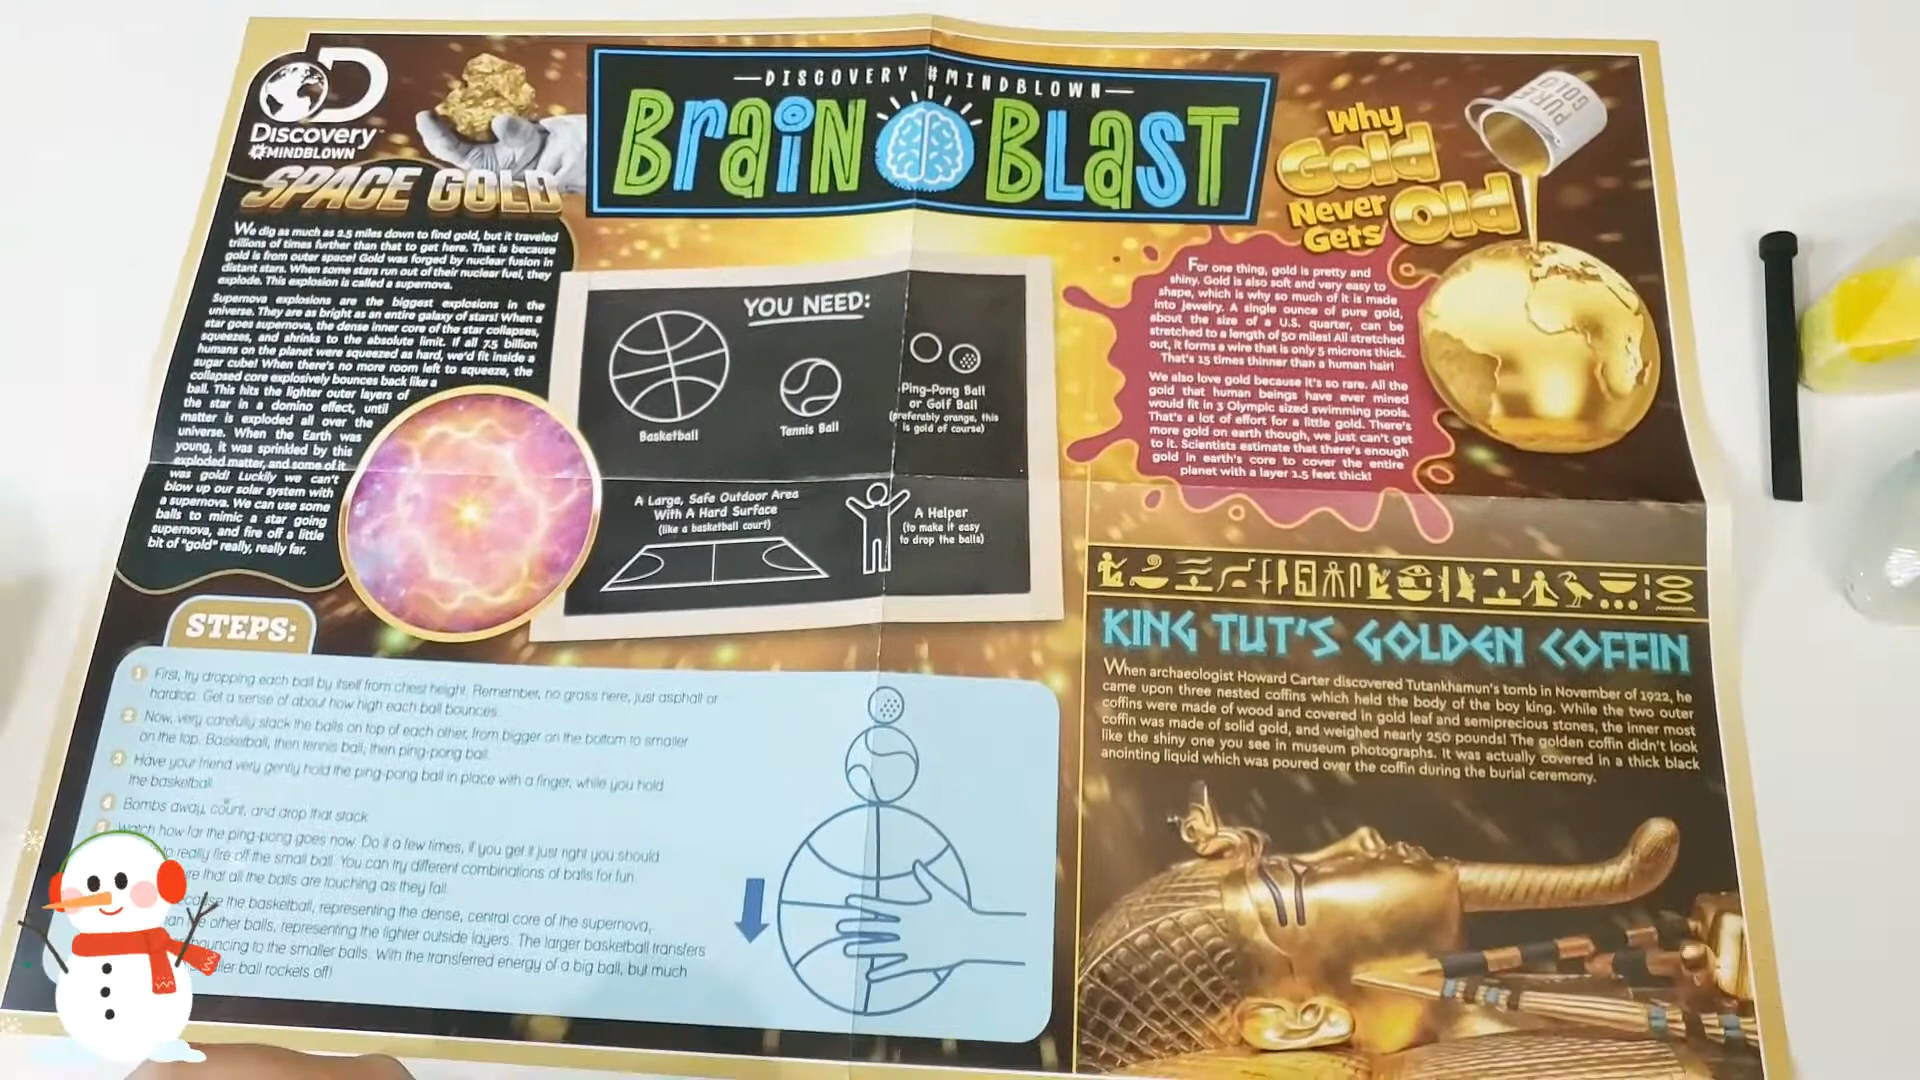 Discovery
#MINDBLOWN
SPACE GOLD
We dig as much as 2.5 miles down to find gold, but it traveled
trillions of times further than that to get here. That is because
gold is from outer space! Gold was forged by nuclear fusion in
distant stars. When some stars run out of their nuclear fuel, they
explode. This explosion is called a supernova.
Supernova explosions are the biggest explosions in the
universe. They are as bright as an entire galaxy of stars! When a
star goes supernova, the dense inner core of the star collapses,
squeezes, and shrinks to the absolute limit. If all 7.5 billion
humans on the planet were squeezed as hard, we'd fit inside a
sugar cube! When there's no more room left to squeeze, the
collapsed core explosively bounces back like a
ball. This hits the lighter outer layers of
the star in a domino effect, until
matter is exploded all over the
universe. When the Earth was
young, it was sprinkled by this
exploded matter, and some of it
was gold! Luckily we can't
blow up our solar system with
a supernova. We can use some
balls to mimic a star going
supernova, and fire off a little
bit of "gold" really, really far.
—DISCOVERY #MINDBLOWN—
BRAIN BLAST
YOU NEED:
Basketball
Tennis Ball
Ping-Pong Ball
or Golf Ball
(preferably orange, this
is gold of course)
A Large, Safe Outdoor Area
With A Hard Surface
(like a basketball court)
A Helper
(to make it easy
to drop the balls)
PURE
GOLD
Why
Gold
Never
Gets
Old
For one thing, gold is pretty and
shiny. Gold is also soft and very easy to
shape, which is why so much of it is made
into jewelry. A single ounce of pure gold,
about the size of a U.S. quarter, can be
stretched to a length of 50 miles! All stretched
out, it forms a wire that is only 5 microns thick.
That's 15 times thinner than a human hair!
We also love gold because it's so rare. All the
gold that human beings have ever mined
would fit in 3 Olympic sized swimming pools.
That's a lot of effort for a little gold. There's
more gold on earth though, we just can't get
to it. Scientists estimate that there's enough
gold in earth's core to cover the entire
planet with a layer 1.5 feet thick!
STEPS:
1 First, try dropping each ball by itself from chest height. Remember, no grass here, just asphalt or
hardtop. Get a sense of about how high each ball bounces.
2 Now, very carefully stack the balls on top of each other, from bigger on the bottom to smaller
on the top. Basketball, then tennis ball, then ping-pong ball.
3 Have your friend very gently hold the ping-pong ball in place with a finger, while you hold
the basketball.
4 Bombs away, count, and drop that stack.
Watch how far the ping-pong goes now. Do it a few times, if you get it just right you should
to really fire off the small ball. You can try different combinations of balls for fun.
that all the balls are touching as they fall.
the basketball, representing the dense, central core of the supernova,
other balls, representing the lighter outside layers. The larger basketball transfers
bouncing to the smaller balls. With the transferred energy of a big ball, but much
ball rockets off!
KING TUT'S GOLDEN COFFIN
When archaeologist Howard Carter discovered Tutankhamun's tomb in November of 1922, he
came upon three nested coffins which held the body of the boy king. While the two outer
coffins were made of wood and covered in gold leaf and semiprecious stones, the inner most
coffin was made of solid gold, and weighed nearly 250 pounds! The golden coffin didn't look
like the shiny one you see in museum photographs. It was actually covered in a thick black
anointing liquid which was poured over the coffin during the burial ceremony.